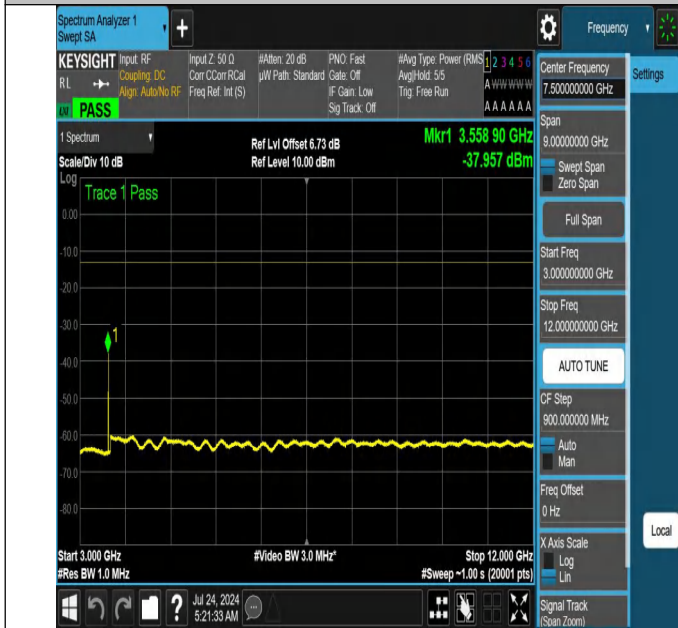 Spectrum Analyzer 1
Swept SA
+
Frequency
KEYSIGHT
RL
PASS
Input: RF
Coupling: DC
Align: Auto/No RF
Input Z: 50 Ω
Corr CCorr RCal
Freq Ref: Int (S)
#Atten: 20 dB
µW Path: Standard
PNO: Fast
Gate: Off
IF Gain: Low
Sig Track: Off
#Avg Type: Power (RMS
Avg|Hold: 5/5
Trig: Free Run
1 2 3 4 5 6
A W W W W W
A A A A A A
1 Spectrum
Scale/Div 10 dB
Log
Ref Lvl Offset 6.73 dB
Ref Level 10.00 dBm
Mkr1 3.558 90 GHz
-37.957 dBm
Trace 1 Pass
0.00
-10.0
-20.0
-30.0
1
-40.0
-50.0
-60.0
-70.0
-80.0
Start 3.000 GHz
#Res BW 1.0 MHz
#Video BW 3.0 MHz*
Stop 12.000 GHz
#Sweep ~1.00 s (20001 pts)
?
Jul 24, 2024
5:21:33 AM
Center Frequency
7.500000000 GHz
Settings
Span
9.00000000 GHz
Swept Span
Zero Span
Full Span
Start Freq
3.000000000 GHz
Stop Freq
12.000000000 GHz
AUTO TUNE
CF Step
900.000000 MHz
Auto
Man
Freq Offset
0 Hz
X Axis Scale
Log
Lin
Local
Signal Track
(Span Zoom)